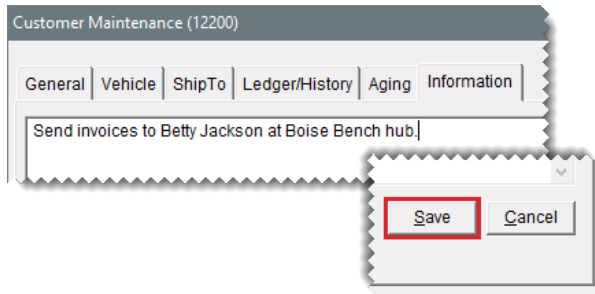 Customer Maintenance (12200)
General Vehicle ShipTo Ledger/History Aging Information
Send invoices to Betty Jackson at Boise Bench hub.
Save Cancel